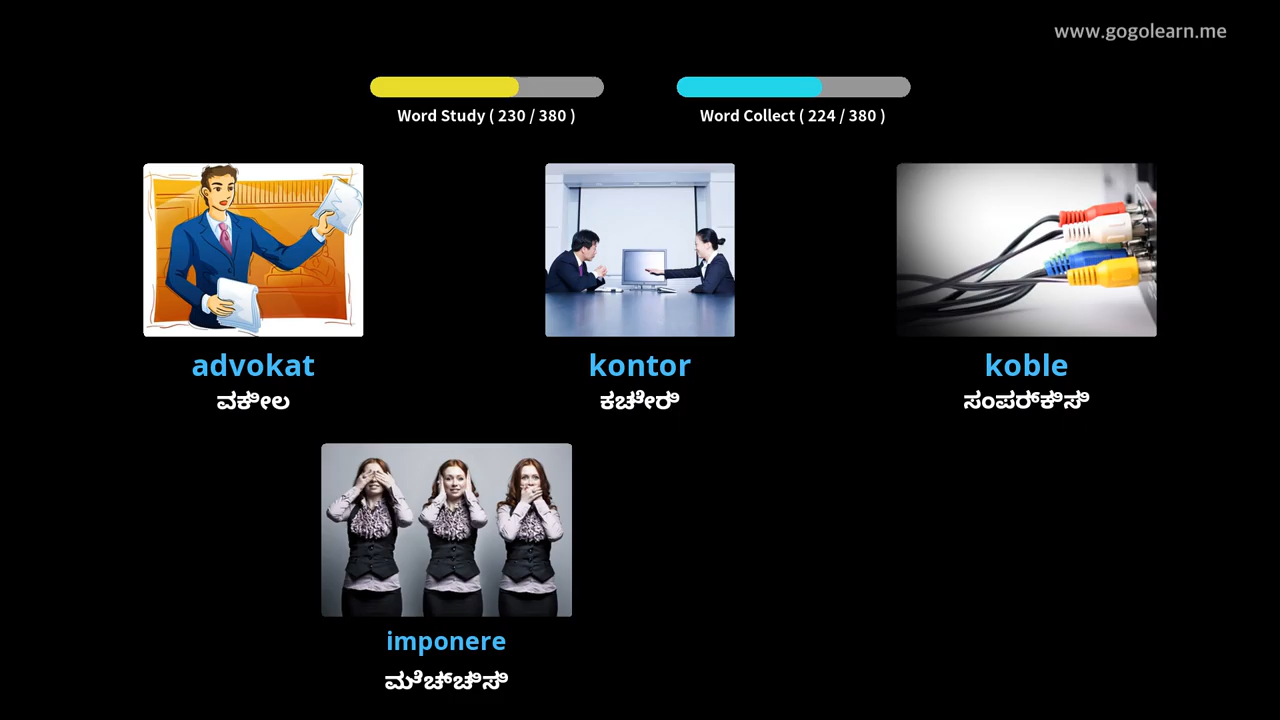 www.gogolearn.me
Word Study ( 230 / 380 )
Word Collect ( 224 / 380 )
advokat
ವಕೀಲ
kontor
ಕಚೇರಿ
koble
ಸಂಪರ್ಕಿಸಿ
imponere
ಮೆಚ್ಚಿಸಿ